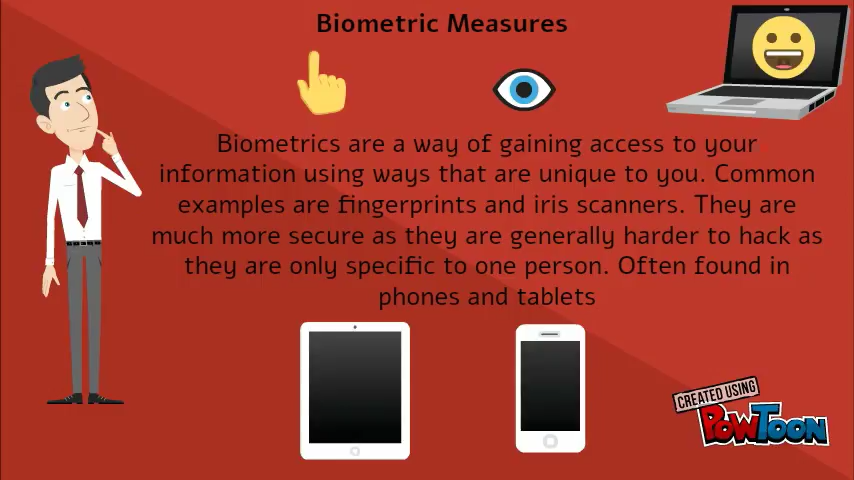 Biometric Measures
Biometrics are a way of gaining access to your
information using ways that are unique to you. Common
examples are fingerprints and iris scanners. They are
much more secure as they are generally harder to hack as
they are only specific to one person. Often found in
phones and tablets
CREATED USING
POWTOON